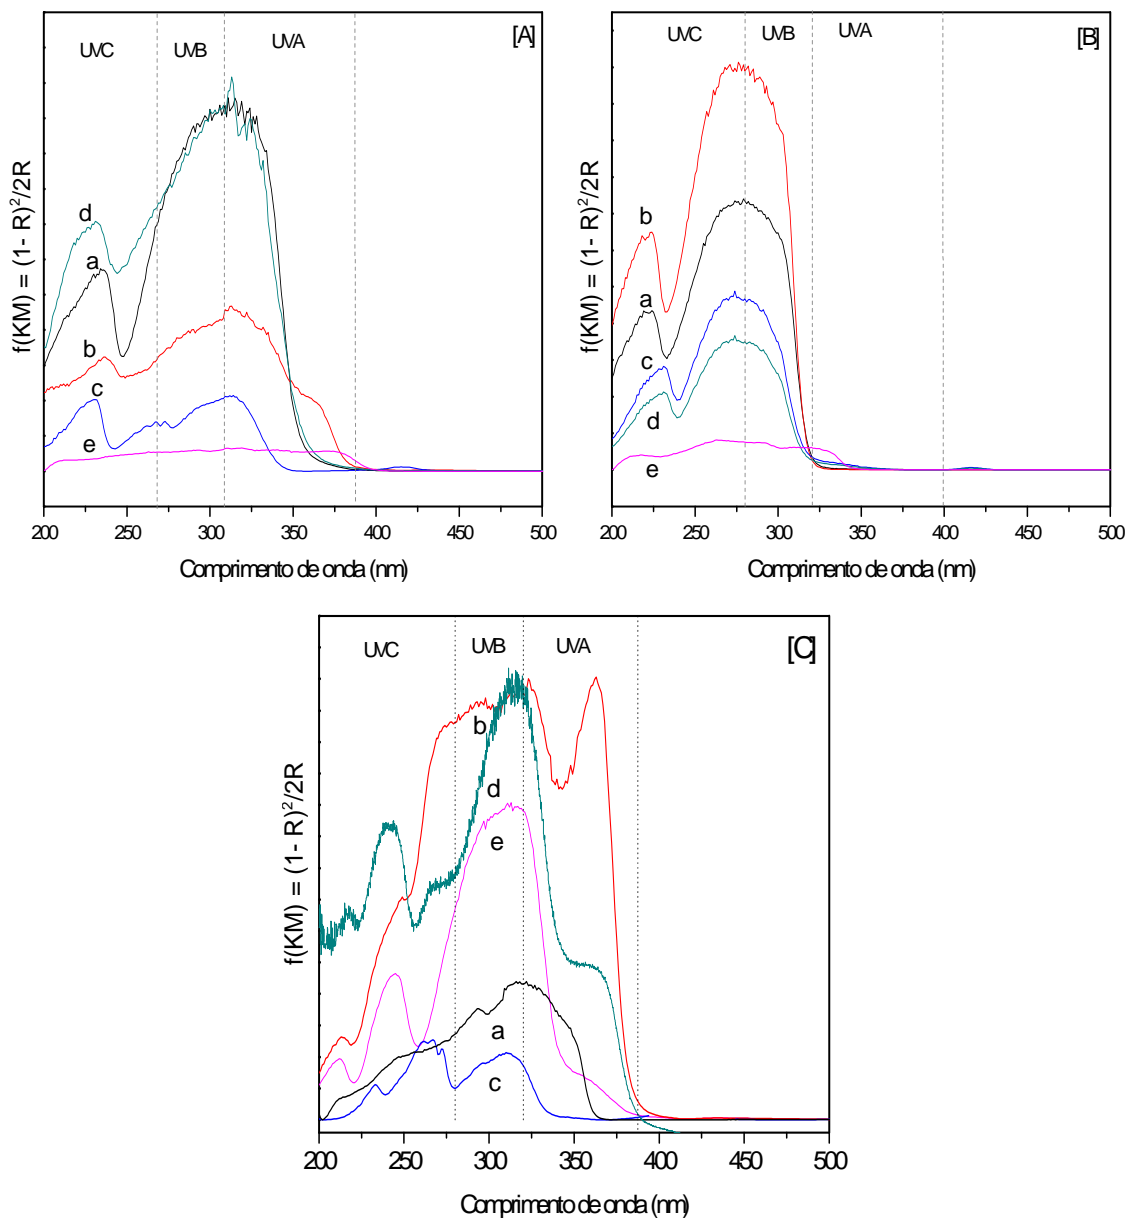 [A]
UVC
UVB
UVA
d
a
b
c
e
f(KM) = (1- R)²/2R
200 250 300 350 400 450 500
Comprimento de onda (nm)
[B]
UVC UVB UVA
b
a
c
d
e
f(KM) = (1- R)²/2R
200 250 300 350 400 450 500
Comprimento de onda (nm)
[C]
UVC UVB UVA
b
d
e
a
c
f(KM) = (1- R)²/2R
200 250 300 350 400 450 500
Comprimento de onda (nm)